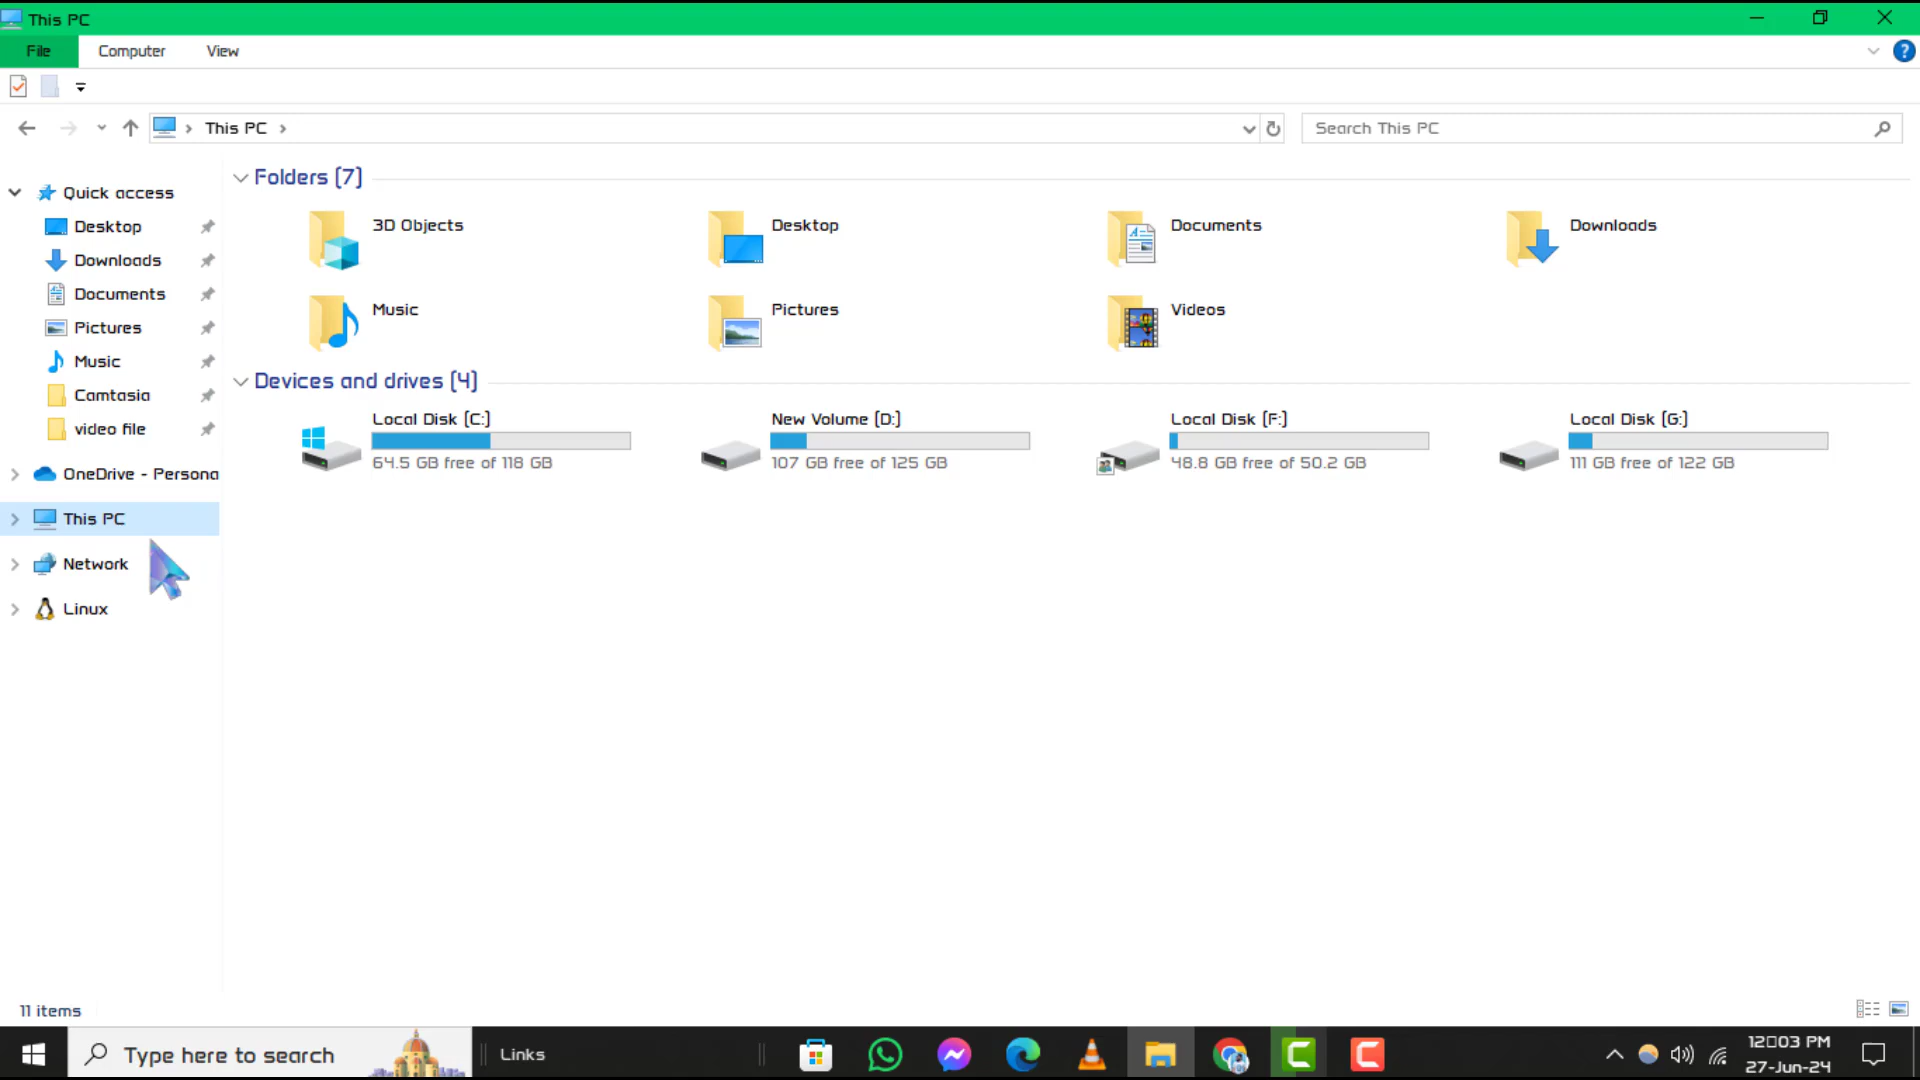 This PC
File Computer View
This PC
Search This PC
Quick access
Desktop
Downloads
Documents
Pictures
Music
Camtasia
video file
OneDrive - Persona
This PC
Network
Linux
Folders (7)
3D Objects
Desktop
Documents
Downloads
Music
Pictures
Videos
Devices and drives (4)
Local Disk (C:)
64.5 GB free of 118 GB
New Volume (D:)
107 GB free of 125 GB
Local Disk (F:)
48.8 GB free of 50.2 GB
Local Disk (G:)
111 GB free of 122 GB
11 items
Type here to search
Links
12▯03 PM
27-Jun-24